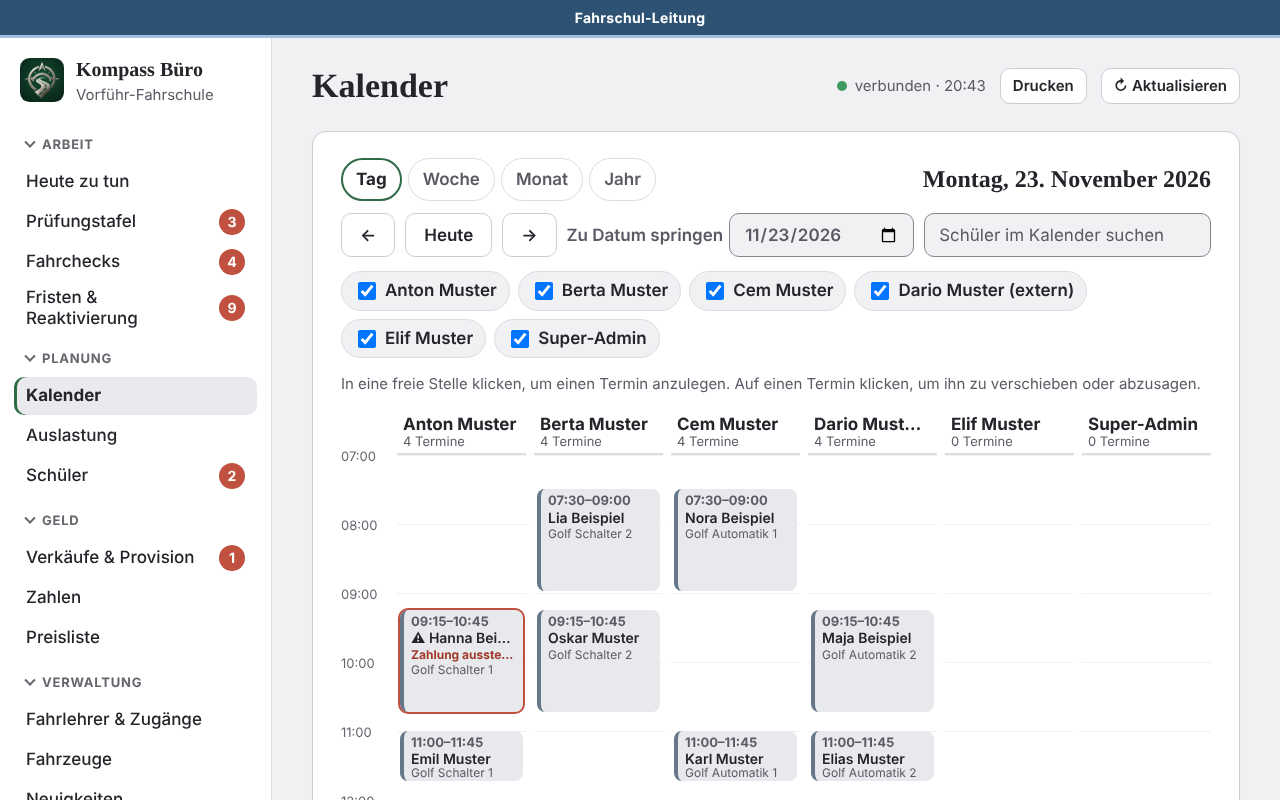 Fahrschul-Leitung
Kompass Büro
Vorführ-Fahrschule
ARBEIT
Heute zu tun
Prüfungstafel 3
Fahrchecks 4
Fristen &
Reaktivierung 9
PLANUNG
Kalender
Auslastung
Schüler 2
GELD
Verkäufe & Provision 1
Zahlen
Preisliste
VERWALTUNG
Fahrlehrer & Zugänge
Fahrzeuge
Neuigkeiten
Kalender
verbunden · 20:43
Drucken
↻ Aktualisieren
Tag Woche Monat Jahr
Montag, 23. November 2026
← Heute → Zu Datum springen 11/23/2026 Schüler im Kalender suchen
Anton Muster Berta Muster Cem Muster Dario Muster (extern)
Elif Muster Super-Admin
In eine freie Stelle klicken, um einen Termin anzulegen. Auf einen Termin klicken, um ihn zu verschieben oder abzusagen.
Anton Muster Berta Muster Cem Muster Dario Must… Elif Muster Super-Admin
4 Termine 4 Termine 4 Termine 4 Termine 0 Termine 0 Termine
07:00
07:30–09:00 07:30–09:00
Lia Beispiel Nora Beispiel
08:00
Golf Schalter 2 Golf Automatik 1
09:00
09:15–10:45 09:15–10:45 09:15–10:45
⚠ Hanna Bei… Oskar Muster Maja Beispiel
Zahlung ausste… Golf Schalter 2 Golf Automatik 2
10:00
Golf Schalter 1
11:00
11:00–11:45 11:00–11:45 11:00–11:45
Emil Muster Karl Muster Elias Muster
Golf Schalter 1 Golf Automatik 1 Golf Automatik 2
12:00